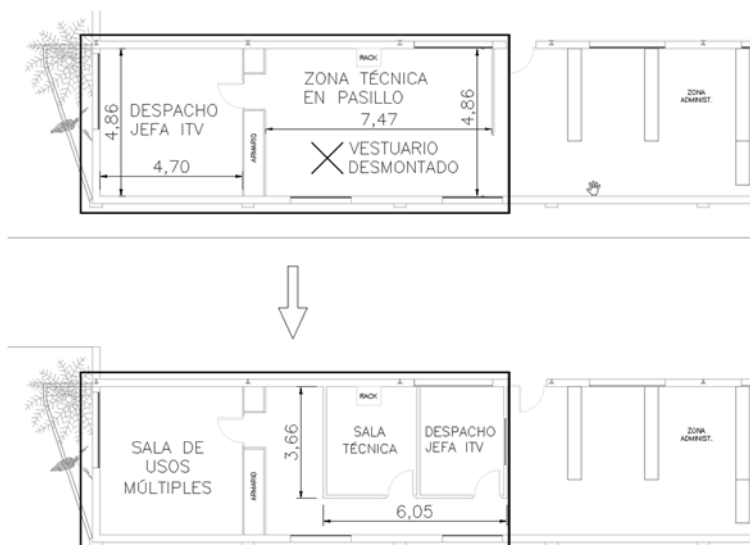 RACK
ZONA TÉCNICA
EN PASILLO
DESPACHO
JEFA ITV
4,86
4,70
ARMARIO
7,47
4,86
VESTUARIO
DESMONTADO
ZONA
ADMINIST.
RACK
SALA DE
USOS
MÚLTIPLES
ARMARIO
3,66
SALA
TÉCNICA
DESPACHO
JEFA ITV
6,05
ZONA
ADMINIST.